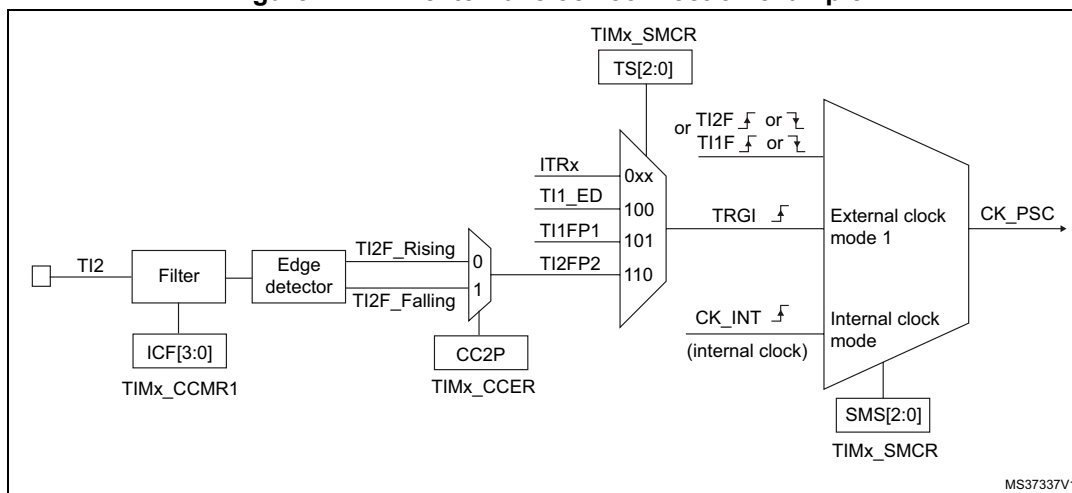 TIMx_SMCR
TS[2:0]
or TI2F or
TI1F or
ITRx
0xx
TI1_ED
100
TI1FP1
101
TI2FP2
110
TRGI
External clock
mode 1
CK_PSC
TI2
Filter
Edge
detector
TI2F_Rising
0
TI2F_Falling
1
CK_INT
(internal clock)
Internal clock
mode
ICF[3:0]
TIMx_CCMR1
CC2P
TIMx_CCER
SMS[2:0]
TIMx_SMCR